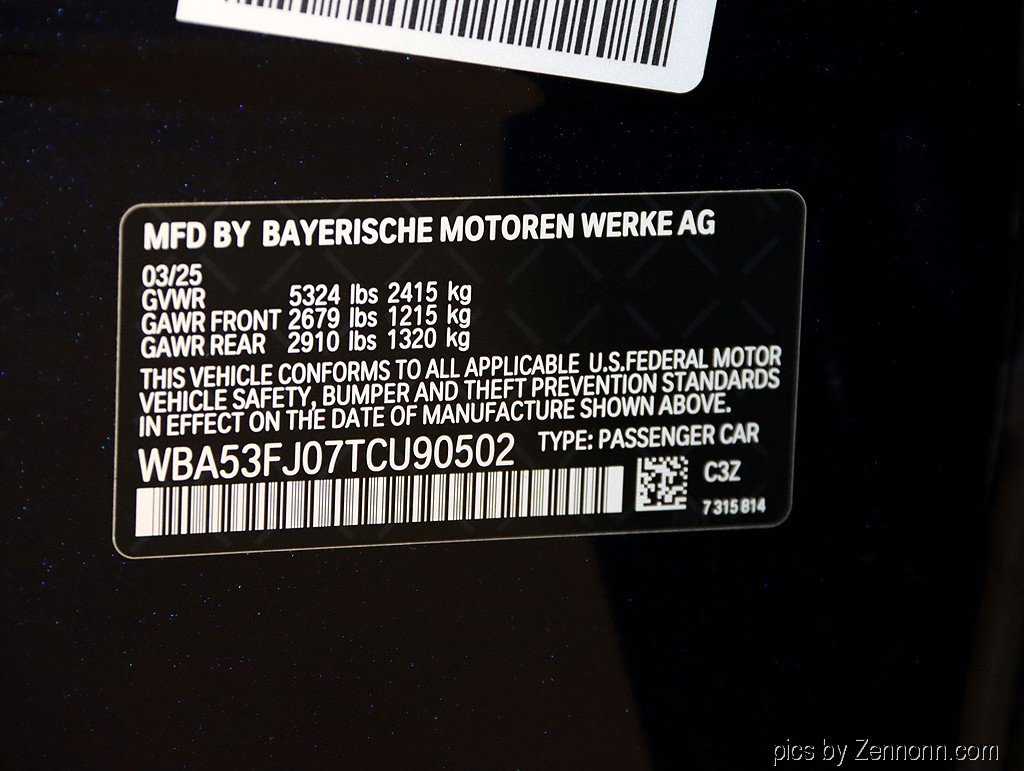 MFD BY BAYERISCHE MOTOREN WERKE AG
03/25
GVWR 5324 lbs 2415 kg
GAWR FRONT 2679 lbs 1215 kg
GAWR REAR 2910 lbs 1320 kg
THIS VEHICLE CONFORMS TO ALL APPLICABLE U.S.FEDERAL MOTOR
VEHICLE SAFETY, BUMPER AND THEFT PREVENTION STANDARDS
IN EFFECT ON THE DATE OF MANUFACTURE SHOWN ABOVE.
WBA53FJ07TCU90502 TYPE: PASSENGER CAR
C3Z
7 315 814
pics by Zennonn.com